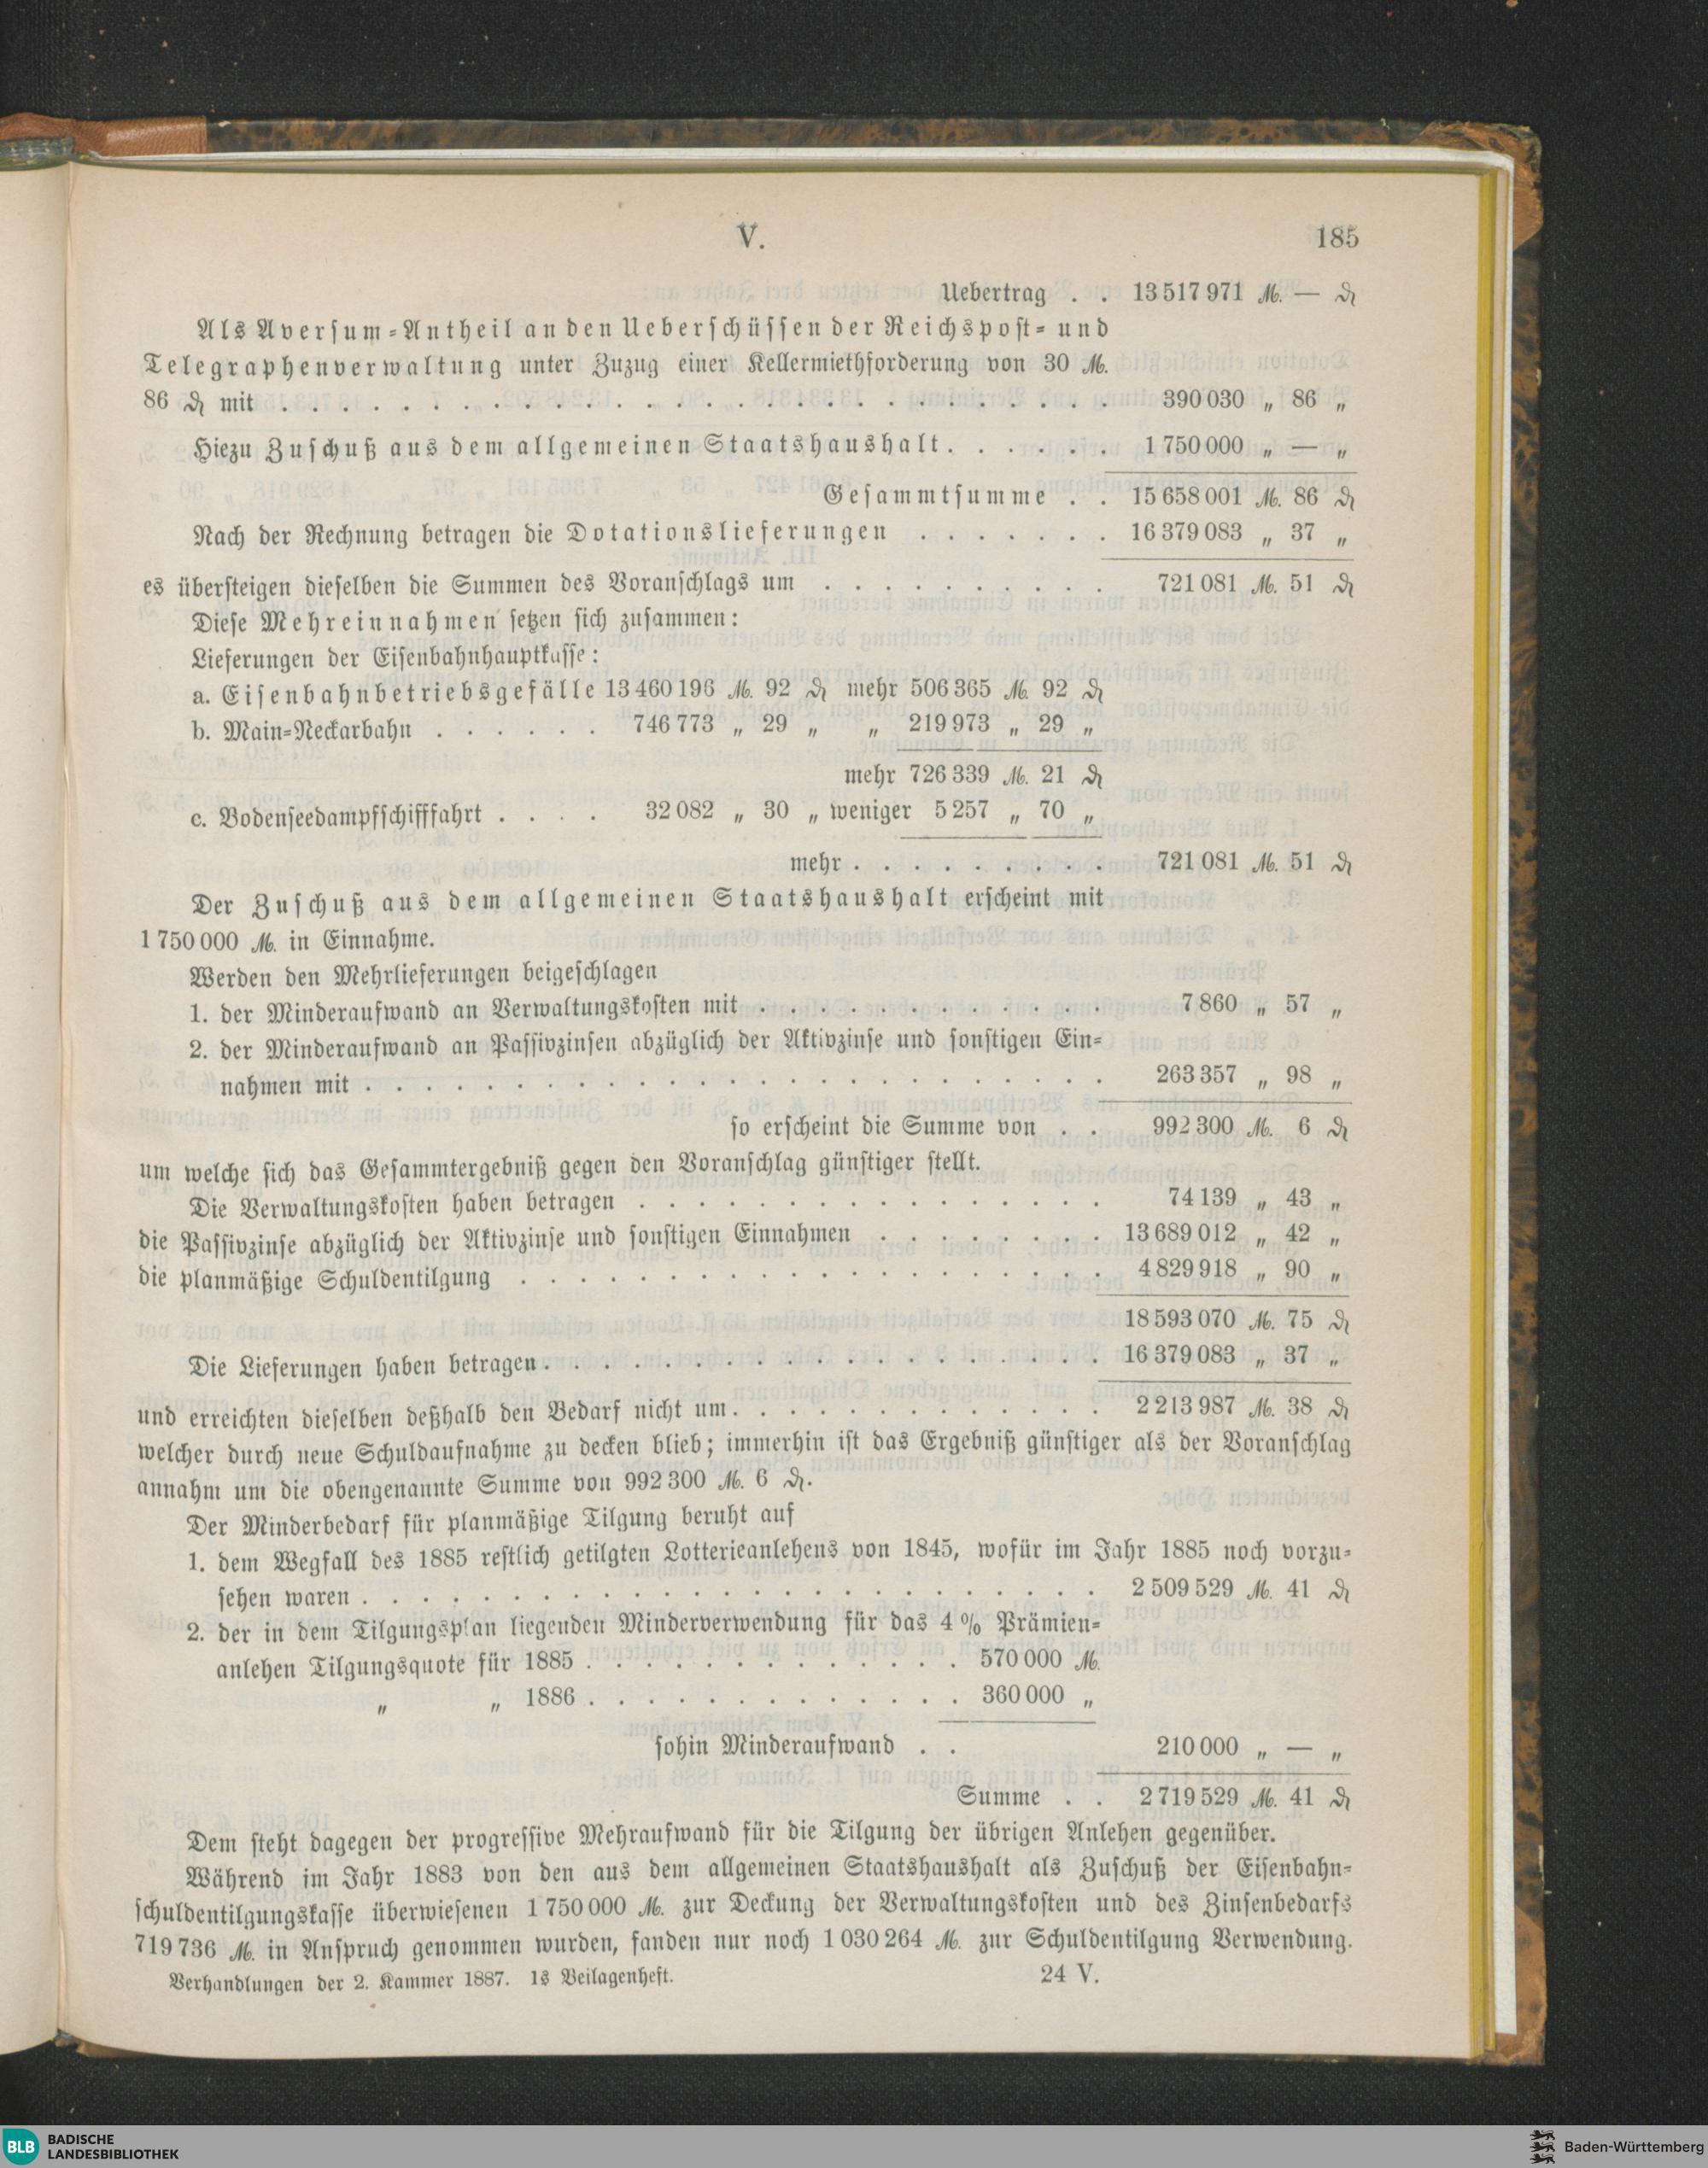 V. 185
Uebertrag . . 13 517 971 ℳ. — ₰
Als Aversum-Antheil an den Ueberschüssen der Reichspost- und
Telegraphenverwaltung unter Zuzug einer Kellermiethforderung von 30 ℳ.
86 ₰ mit . . . . . . . . . . 390 030 „ 86 „
Hiezu Zuschuß aus dem allgemeinen Staatshaushalt. . . . . . 1 750 000 „ — „
Gesammtsumme . . 15 658 001 ℳ. 86 ₰
Nach der Rechnung betragen die Dotationslieferungen . . . . . . . 16 379 083 „ 37 „
es übersteigen dieselben die Summen des Voranschlags um . . . . . . . . . . 721 081 ℳ. 51 ₰
Diese Mehreinnahmen setzen sich zusammen:
Lieferungen der Eisenbahnhauptkasse:
a. Eisenbahnbetriebsgefälle 13 460 196 ℳ. 92 ₰ mehr 506 365 ℳ. 92 ₰
b. Main-Neckarbahn . . . . . . 746 773 „ 29 „ „ 219 973 „ 29 „
mehr 726 339 ℳ. 21 ₰
c. Bodenseedampfschifffahrt . . . . 32 082 „ 30 „ weniger 5 257 „ 70 „
mehr . . . . . . . . . 721 081 ℳ. 51 ₰
Der Zuschuß aus dem allgemeinen Staatshaushalt erscheint mit
1 750 000 ℳ. in Einnahme.
Werden den Mehrlieferungen beigeschlagen
1. der Minderaufwand an Verwaltungskosten mit . . . . . . . . . . . . 7 860 „ 57 „
2. der Minderaufwand an Passivzinsen abzüglich der Aktivzinse und sonstigen Ein-
nahmen mit . . . . . . . . . . 263 357 „ 98 „
so erscheint die Summe von . . 992 300 ℳ. 6 ₰
um welche sich das Gesammtergebniß gegen den Voranschlag günstiger stellt.
Die Verwaltungskosten haben betragen . . . . . . . . . . 74 139 „ 43 „
die Passivzinse abzüglich der Aktivzinse und sonstigen Einnahmen . . . . . . . . 13 689 012 „ 42 „
die planmäßige Schuldentilgung . . . . . . . . . . 4 829 918 „ 90 „
18 593 070 ℳ. 75 ₰
Die Lieferungen haben betragen. . . . . . . . . . 16 379 083 „ 37 „
und erreichten dieselben deßhalb den Bedarf nicht um. . . . . . . . . . . . . 2 213 987 ℳ. 38 ₰
welcher durch neue Schuldaufnahme zu decken blieb; immerhin ist das Ergebniß günstiger als der Voranschlag
annahm um die obengenannte Summe von 992 300 ℳ. 6 ₰.
Der Minderbedarf für planmäßige Tilgung beruht auf
1. dem Wegfall des 1885 restlich getilgten Lotterieanlehens von 1845, wofür im Jahr 1885 noch vorzu-
sehen waren . . . . . . . . . . 2 509 529 ℳ. 41 ₰
2. der in dem Tilgungsplan liegenden Minderverwendung für das 4 % Prämien-
anlehen Tilgungsquote für 1885 . . . . . . . . . . . . . 570 000 ℳ.
„ „ 1886 . . . . . . . . . . . . . 360 000 „
sohin Minderaufwand . . 210 000 „ — „
Summe . . 2 719 529 ℳ. 41 ₰
Dem steht dagegen der progressive Mehraufwand für die Tilgung der übrigen Anlehen gegenüber.
Während im Jahr 1883 von den aus dem allgemeinen Staatshaushalt als Zuschuß der Eisenbahn-
schuldentilgungskasse überwiesenen 1 750 000 ℳ. zur Deckung der Verwaltungskosten und des Zinsenbedarfs
719 736 ℳ. in Anspruch genommen wurden, fanden nur noch 1 030 264 ℳ. zur Schuldentilgung Verwendung.
Verhandlungen der 2. Kammer 1887. 1s Beilagenheft. 24 V.
BLB BADISCHE
LANDESBIBLIOTHEK
Baden-Württemberg